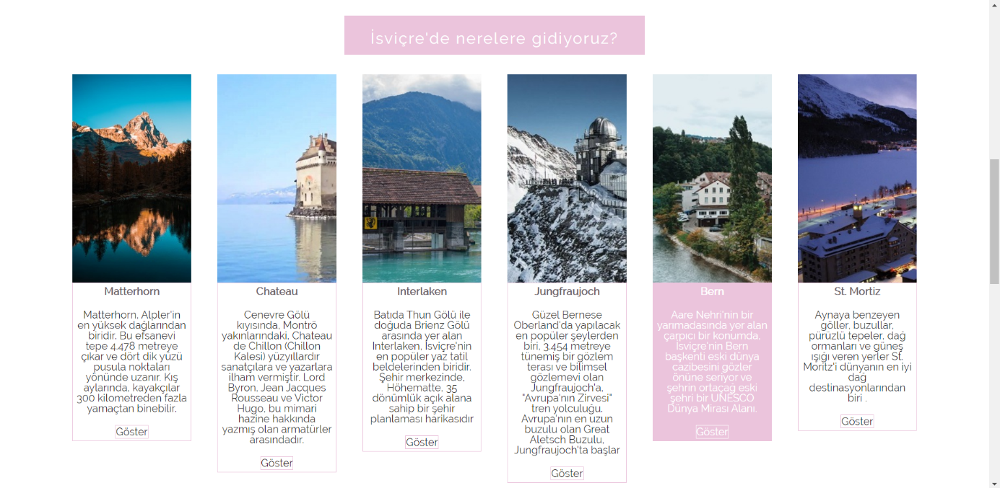 İsviçre'de nerelere gidiyoruz?
Matterhorn
Matterhorn, Alpler'in
en yüksek dağlarından
biridir. Bu efsanevi
tepe 4.478 metreye
çıkar ve dört dik yüzü
pusula noktaları
yönünde uzanır. Kış
aylarında, kayakçılar
300 kilometreden fazla
yamaçtan binebilir.
Göster
Chateau
Cenevre Gölü
kıyısında, Montrö
yakınlarındaki, Chateau
de Chillon (Chillon
Kalesi) yüzyıllardır
sanatçılara ve yazarlara
ilham vermiştir. Lord
Byron, Jean Jacques
Rousseau ve Victor
Hugo, bu mimari
hazine hakkında
yazmış olan armatürler
arasındadır.
Göster
Interlaken
Batıda Thun Gölü ile
doğuda Brienz Gölü
arasında yer alan
Interlaken, İsviçre'nin
en popüler yaz tatil
beldelerinden biridir.
Şehir merkezinde,
Höhematte, 35
dönümlük açık alana
sahip bir şehir
planlaması harikasıdır
Göster
Jungfraujoch
Güzel Bernese
Oberland'da yapılacak
en popüler şeylerden
biri, 3.454 metreye
tünemiş bir gözlem
terası ve bilimsel
gözlemevi olan
Jungfraujoch'a,
"Avrupa'nın Zirvesi"
tren yolculuğu.
Avrupa'nın en uzun
buzulu olan Great
Aletsch Buzulu,
Jungfraujoch'ta başlar
Göster
Bern
Aare Nehri'nin bir
yarımadasında yer alan
çarpıcı bir konumda,
İsviçre'nin Bern
başkenti eski dünya
cazibesini gözler
önüne seriyor ve
şehrin ortaçağ eski
şehri bir UNESCO
Dünya Mirası Alanı.
Göster
St. Mortiz
Aynaya benzeyen
göller, buzullar,
pürüzlü tepeler, dağ
ormanları ve güneş
ışığı veren yerler St.
Moritz'i dünyanın en iyi
dağ
destinasyonlarından
biri .
Göster